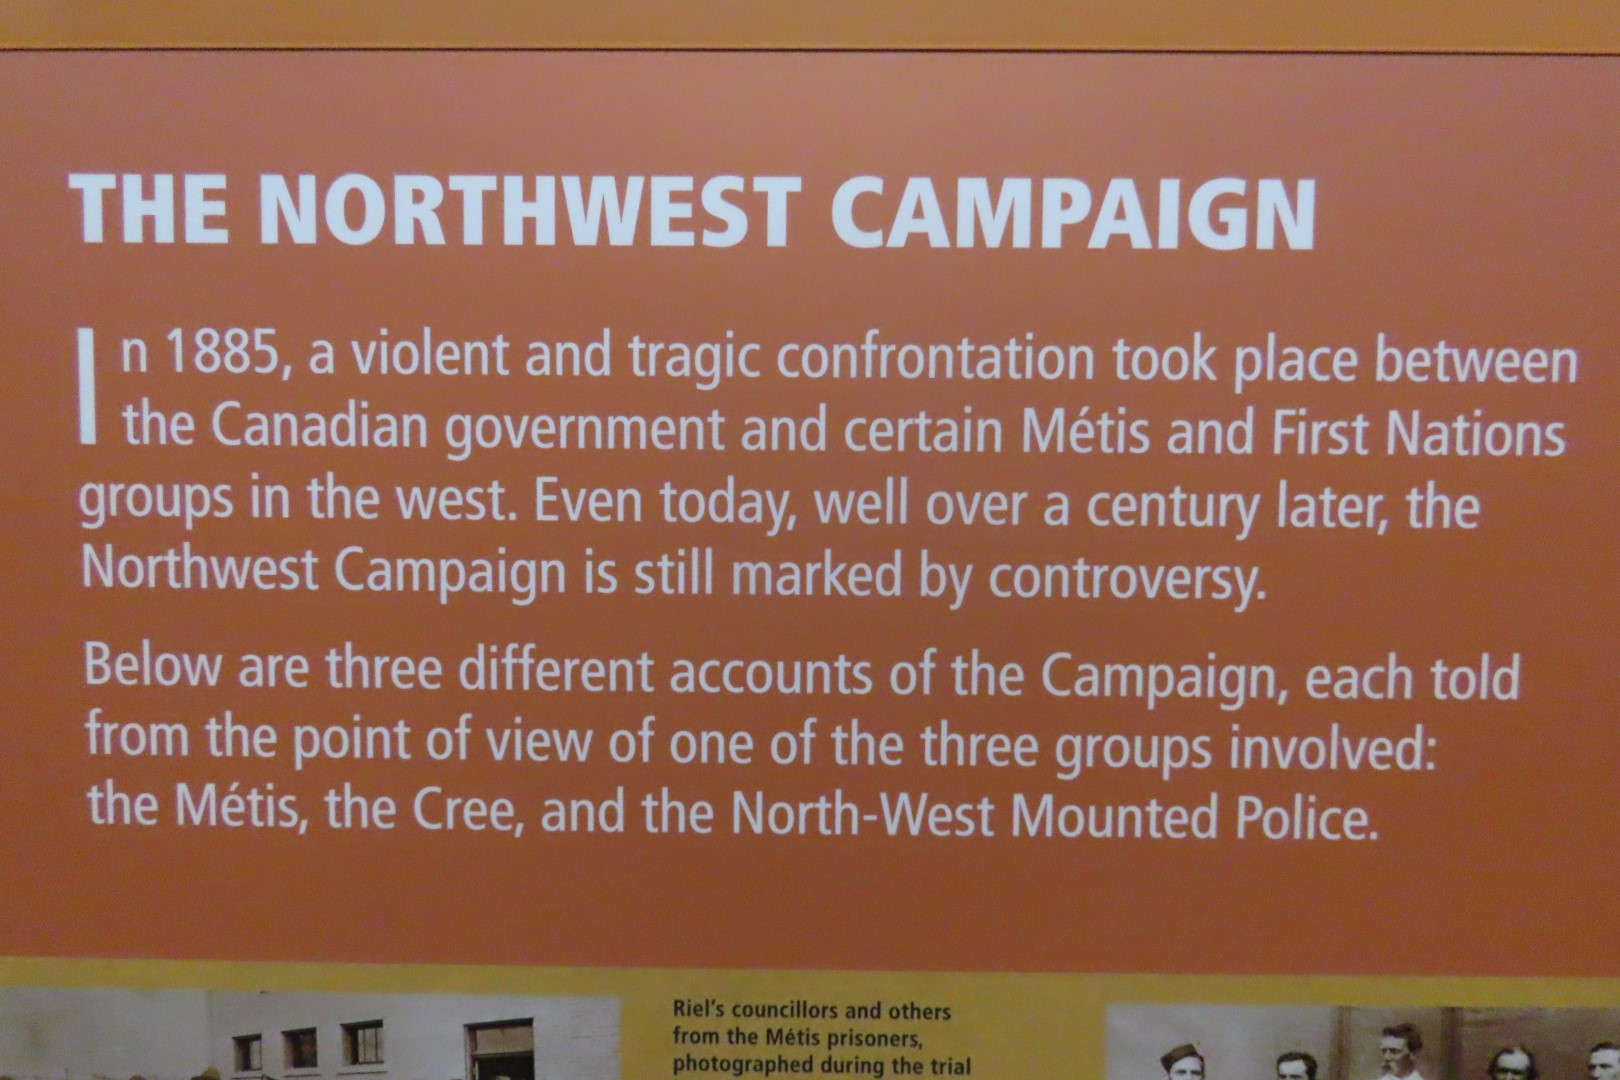 THE NORTHWEST CAMPAIGN
In 1885, a violent and tragic confrontation took place between
the Canadian government and certain Métis and First Nations
groups in the west. Even today, well over a century later, the
Northwest Campaign is still marked by controversy.
Below are three different accounts of the Campaign, each told
from the point of view of one of the three groups involved:
the Métis, the Cree, and the North-West Mounted Police.
Riel's councillors and others
from the Métis prisoners,
photographed during the trial